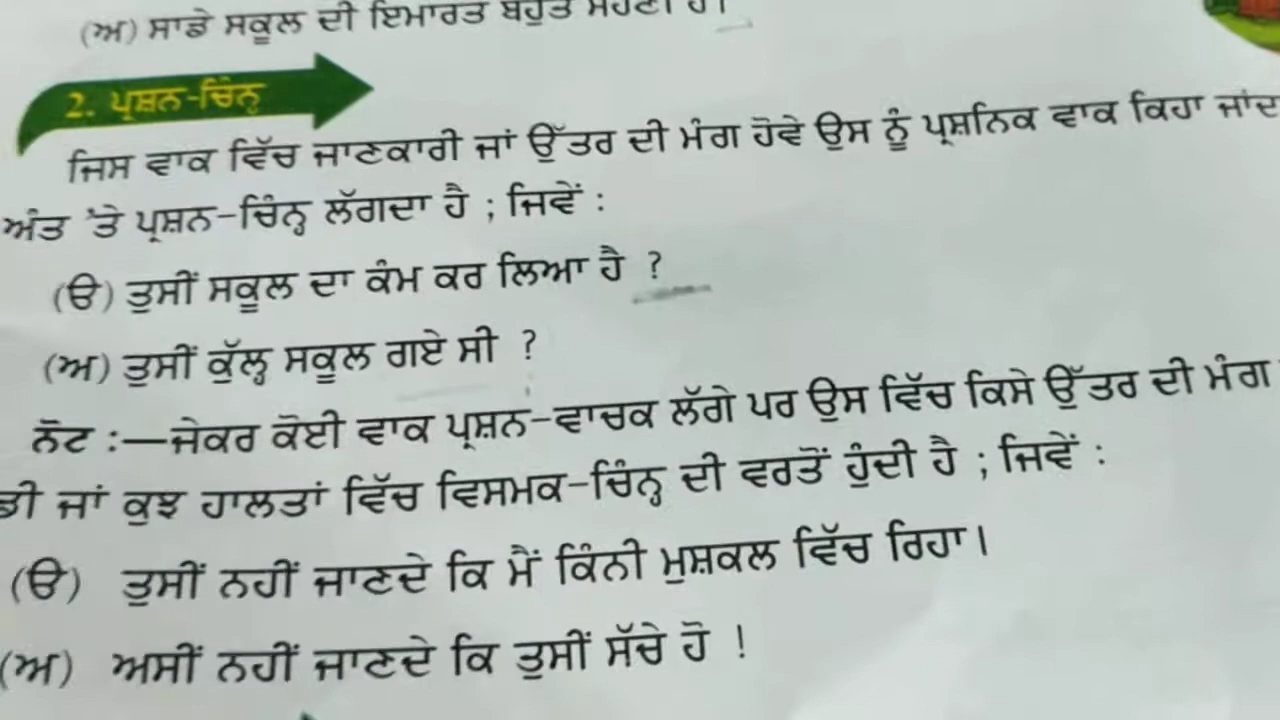 (ਅ) ਸਾਡੇ ਸਕੂਲ ਦੀ ਇਮਾਰਤ ਬਹੁਤ
2. ਪ੍ਰਸ਼ਨ-ਚਿੰਨ੍ਹ
ਜਿਸ ਵਾਕ ਵਿੱਚ ਜਾਣਕਾਰੀ ਜਾਂ ਉੱਤਰ ਦੀ ਮੰਗ ਹੋਵੇ ਉਸ ਨੂੰ ਪ੍ਰਸ਼ਨਿਕ ਵਾਕ ਕਿਹਾ
ਅੰਤ 'ਤੇ ਪ੍ਰਸ਼ਨ-ਚਿੰਨ੍ਹ ਲੱਗਦਾ ਹੈ ; ਜਿਵੇਂ :
(ੳ) ਤੁਸੀਂ ਸਕੂਲ ਦਾ ਕੰਮ ਕਰ ਲਿਆ ਹੈ ?
(ਅ) ਤੁਸੀਂ ਕੁੱਲ੍ਹ ਸਕੂਲ ਗਏ ਸੀ ?
ਨੋਟ :—ਜੇਕਰ ਕੋਈ ਵਾਕ ਪ੍ਰਸ਼ਨ-ਵਾਚਕ ਲੱਗੇ ਪਰ ਉਸ ਵਿੱਚ ਕਿਸੇ ਉੱਤਰ ਦੀ ਮੰਗ
ਜਾਂ ਕੁਝ ਹਾਲਤਾਂ ਵਿੱਚ ਵਿਸਮਕ-ਚਿੰਨ੍ਹ ਦੀ ਵਰਤੋਂ ਹੁੰਦੀ ਹੈ ; ਜਿਵੇਂ :
(ੳ) ਤੁਸੀਂ ਨਹੀਂ ਜਾਣਦੇ ਕਿ ਮੈਂ ਕਿੰਨੀ ਮੁਸ਼ਕਲ ਵਿੱਚ ਰਿਹਾ।
(ਅ) ਅਸੀਂ ਨਹੀਂ ਜਾਣਦੇ ਕਿ ਤੁਸੀਂ ਸੱਚੇ ਹੋ !